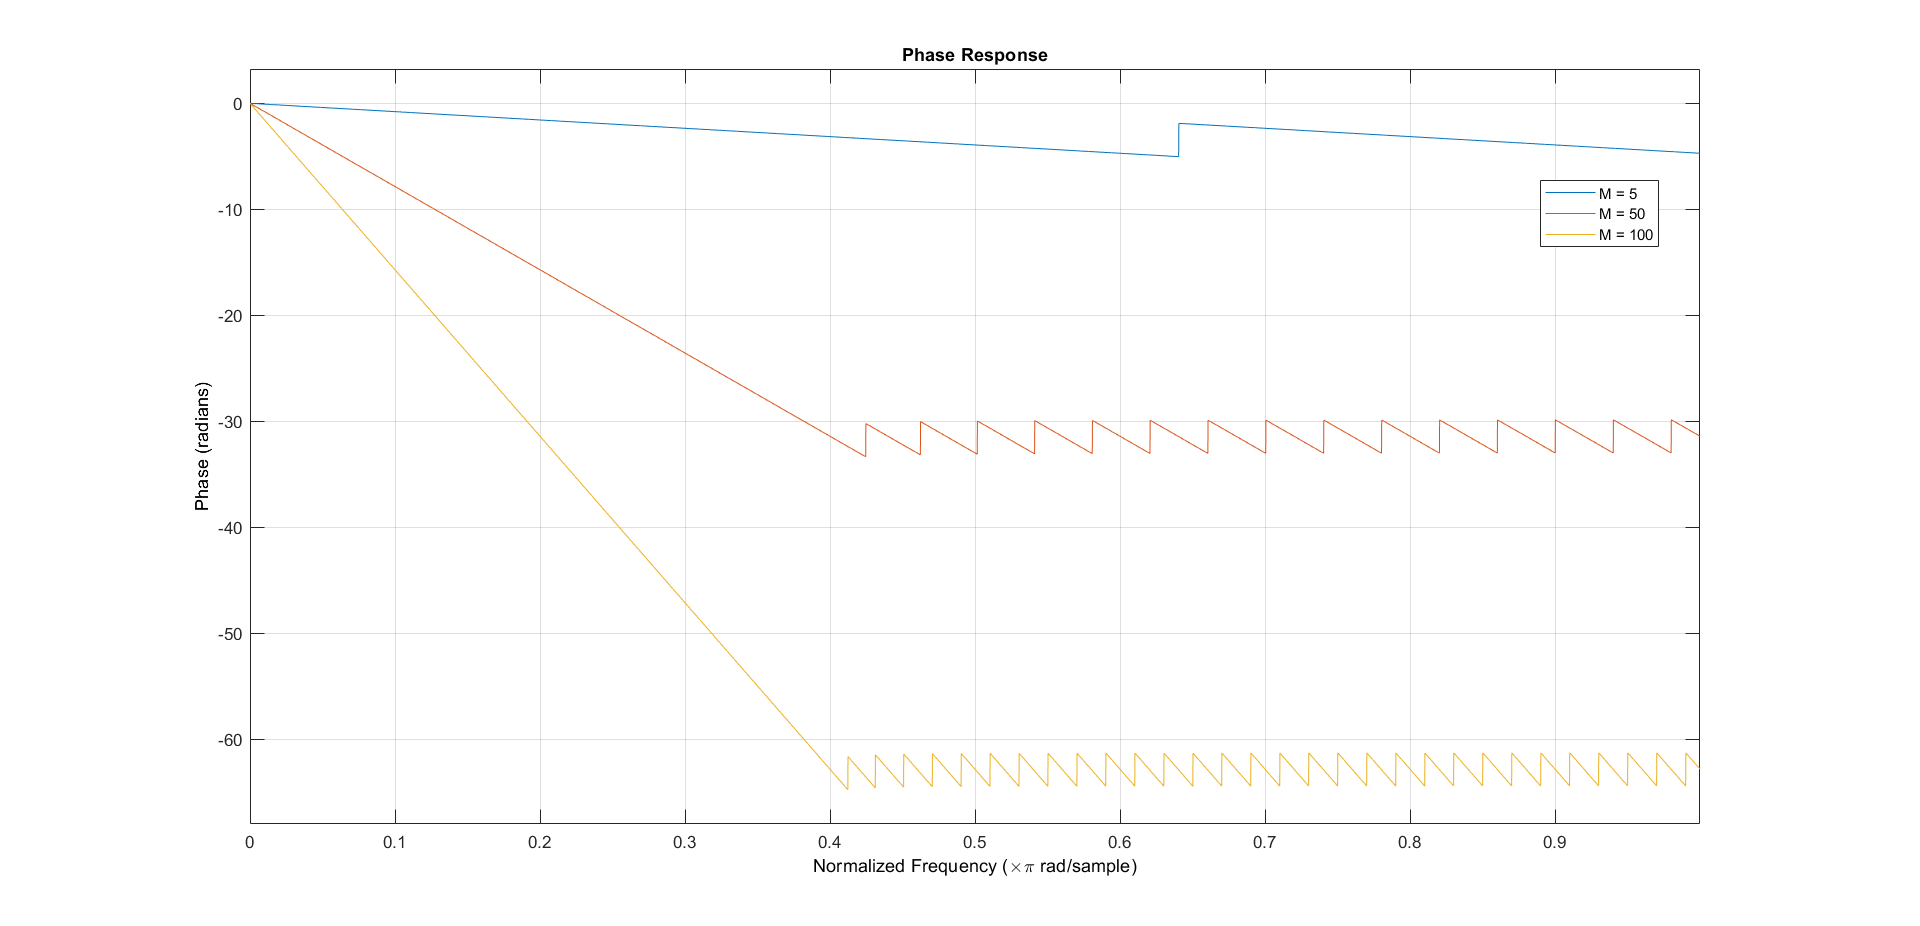 Phase Response
0
-10
-20
-30
-40
-50
-60
Phase (radians)
M = 5
M = 50
M = 100
0 0.1 0.2 0.3 0.4 0.5 0.6 0.7 0.8 0.9
Normalized Frequency (×π rad/sample)